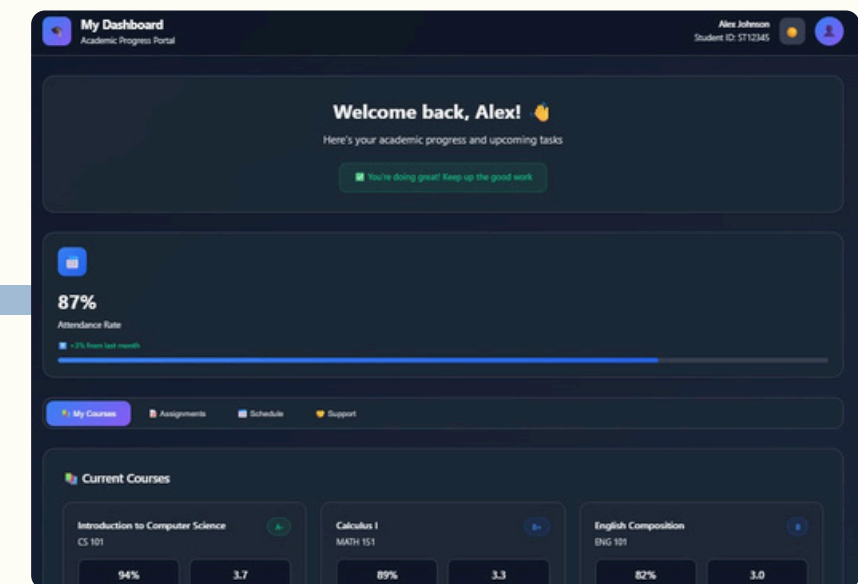 My Dashboard
Academic Progress Portal
Alex Johnson
Student ID: ST12345
Welcome back, Alex! 👋
Here's your academic progress and upcoming tasks
✅ You're doing great! Keep up the good work
87%
Attendance Rate
+3% from last month
My Courses
Assignments
Schedule
Support
Current Courses
Introduction to Computer Science
A-
CS 101
94%
3.7
Calculus I
B+
MATH 151
89%
3.3
English Composition
B
ENG 101
82%
3.0